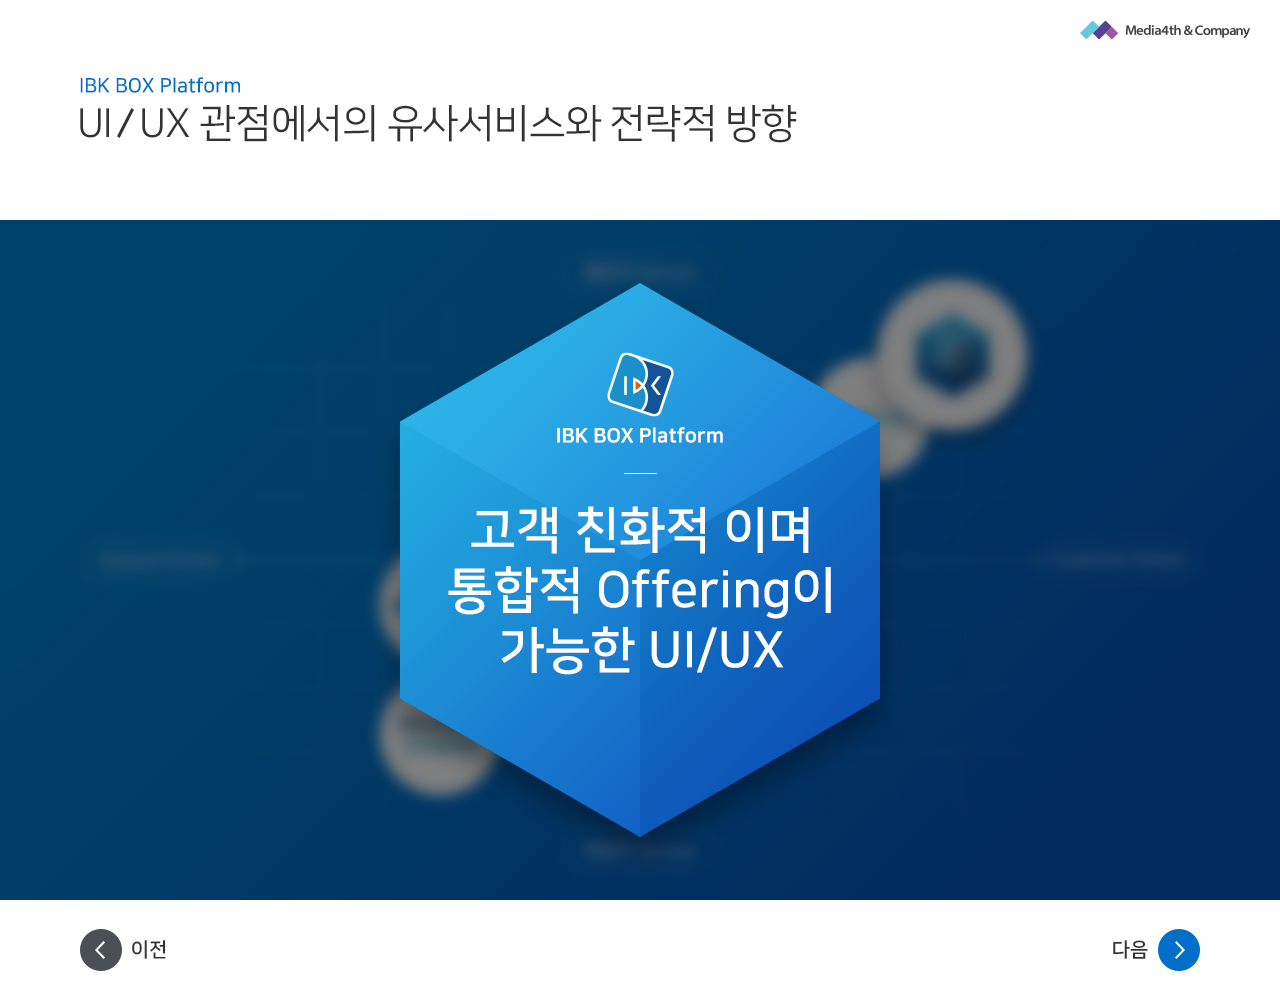 Media4th & Company
IBK BOX Platform
UI/UX 관점에서의 유사서비스와 전략적 방향
IBK
IBK BOX Platform
고객 친화적 이며
통합적 Offering이
가능한 UI/UX
이전
다음